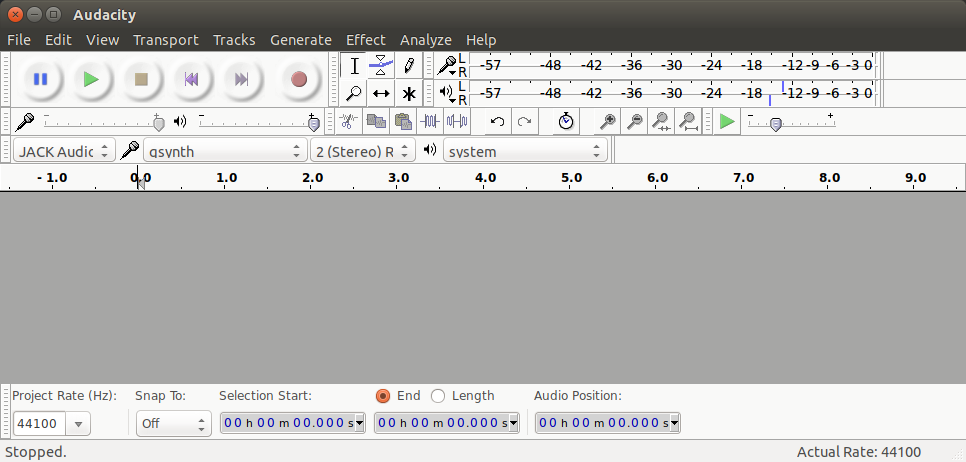 Audacity
File Edit View Transport Tracks Generate Effect Analyze Help
L
R
-57 -48 -42 -36 -30 -24 -18 -12 -9 -6 -3 0
L
R
-57 -48 -42 -36 -30 -24 -18 -12 -9 -6 -3 0
- + - + - +
JACK Audic qsynth 2 (Stereo) R system
- 1.0 0.0 1.0 2.0 3.0 4.0 5.0 6.0 7.0 8.0 9.0
Project Rate (Hz): Snap To: Selection Start: End Length Audio Position:
44100 Off 00 h 00 m 00.000 s 00 h 00 m 00.000 s 00 h 00 m 00.000 s
Stopped. Actual Rate: 44100